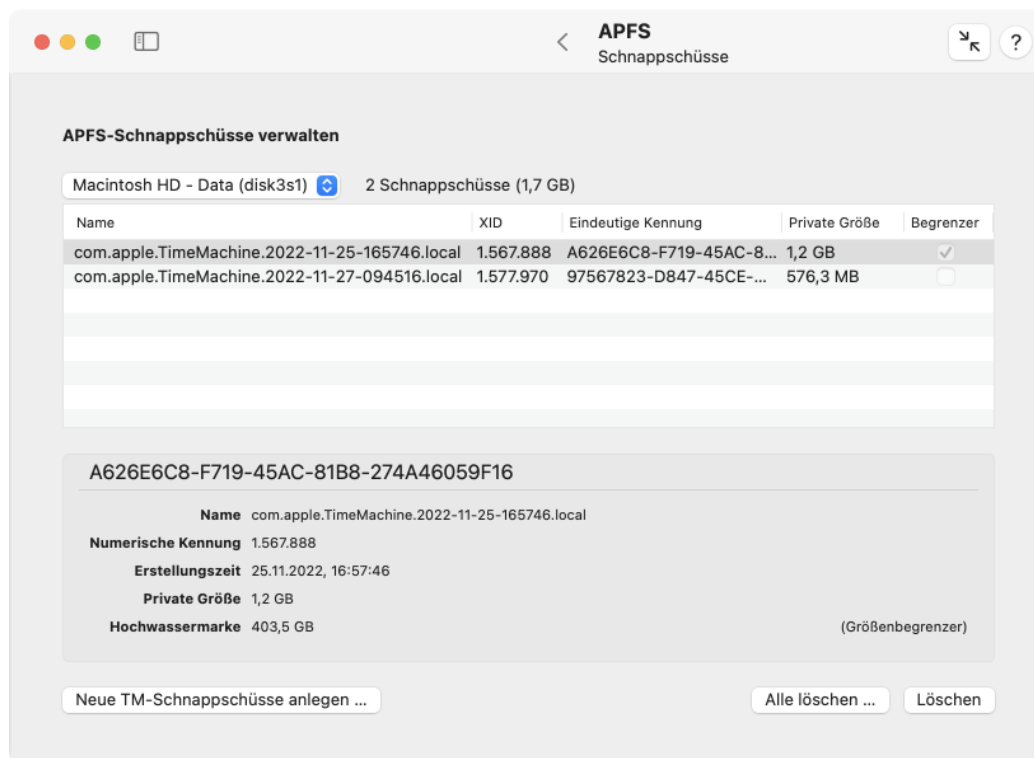 APFS
Schnappschüsse
?
APFS-Schnappschüsse verwalten
Macintosh HD - Data (disk3s1) 2 Schnappschüsse (1,7 GB)
Name XID Eindeutige Kennung Private Größe Begrenzer
com.apple.TimeMachine.2022-11-25-165746.local 1.567.888 A626E6C8-F719-45AC-8... 1,2 GB
com.apple.TimeMachine.2022-11-27-094516.local 1.577.970 97567823-D847-45CE-... 576,3 MB
A626E6C8-F719-45AC-81B8-274A46059F16
Name com.apple.TimeMachine.2022-11-25-165746.local
Numerische Kennung 1.567.888
Erstellungszeit 25.11.2022, 16:57:46
Private Größe 1,2 GB
Hochwassermarke 403,5 GB (Größenbegrenzer)
Neue TM-Schnappschüsse anlegen ... Alle löschen ... Löschen